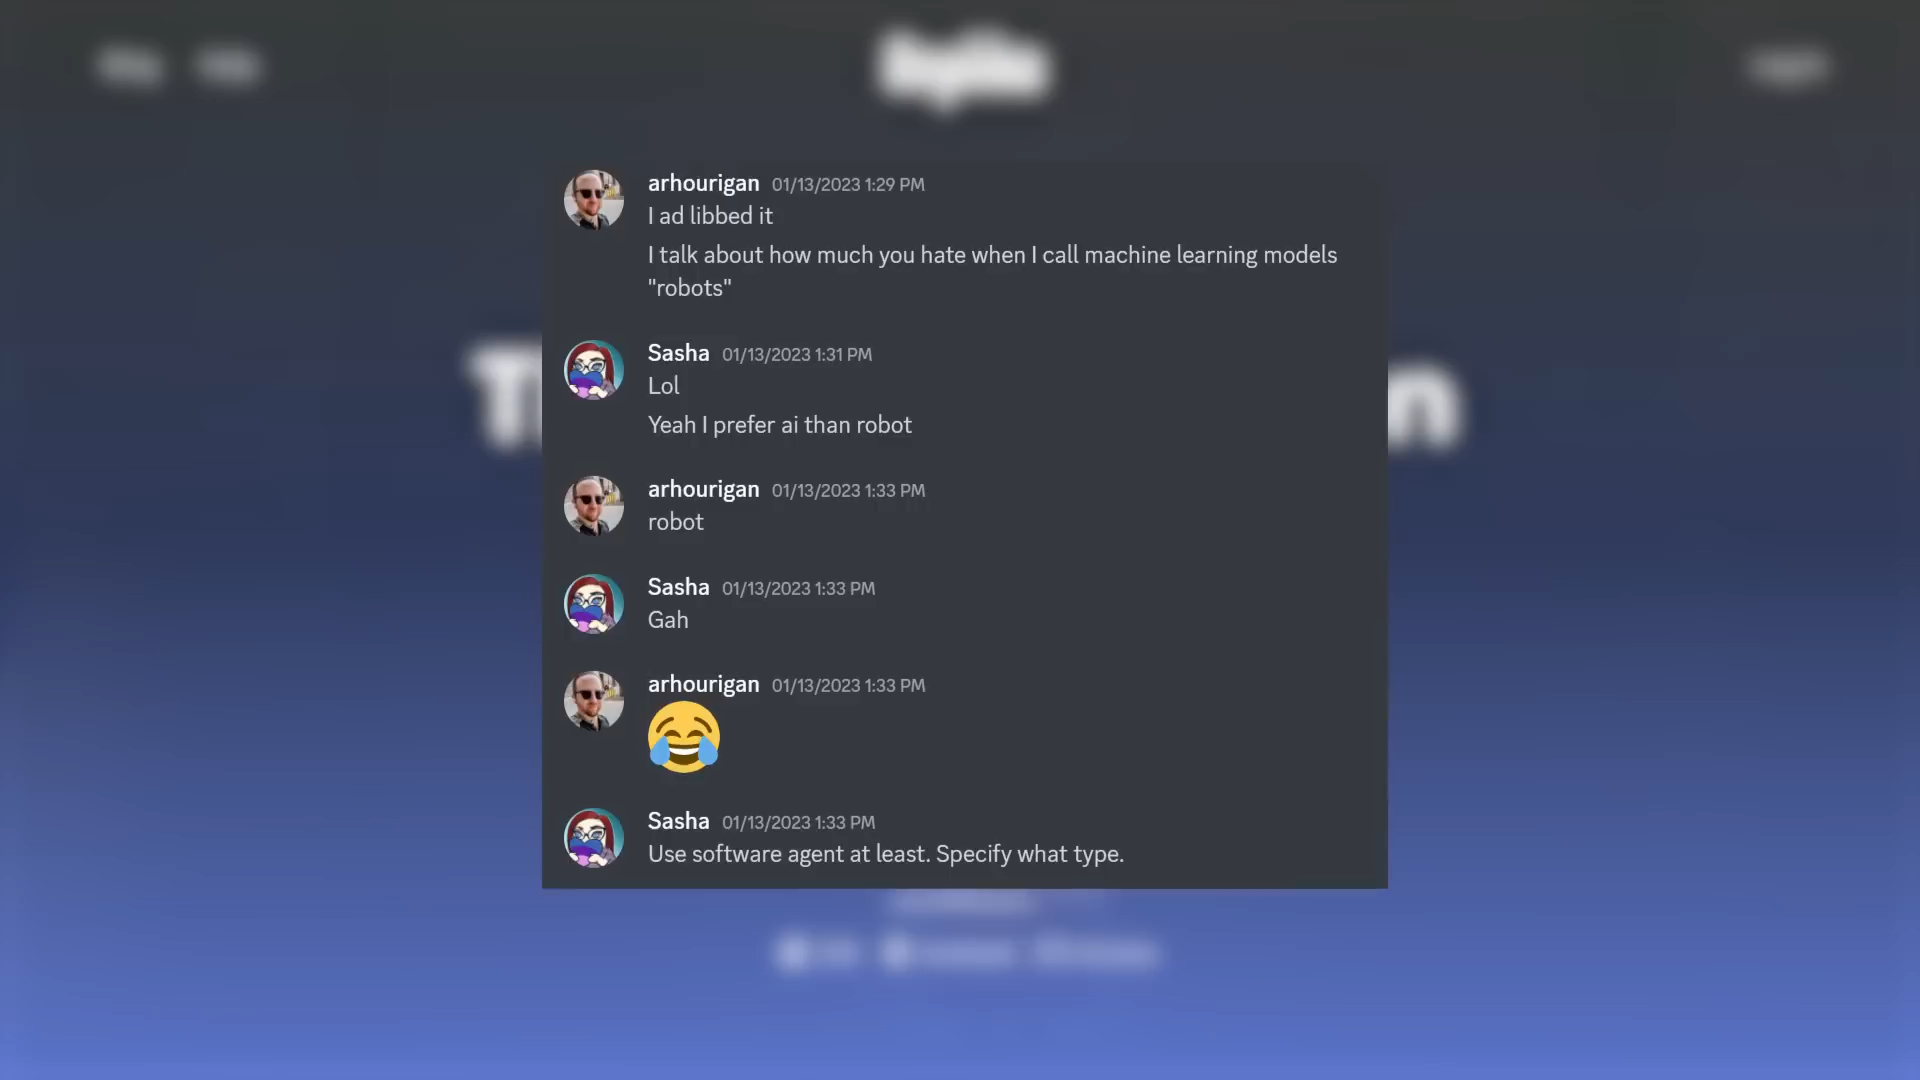 arhourigan 01/13/2023 1:29 PM
I ad libbed it
I talk about how much you hate when I call machine learning models
"robots"
Sasha 01/13/2023 1:31 PM
Lol
Yeah I prefer ai than robot
arhourigan 01/13/2023 1:33 PM
robot
Sasha 01/13/2023 1:33 PM
Gah
arhourigan 01/13/2023 1:33 PM
Sasha 01/13/2023 1:33 PM
Use software agent at least. Specify what type.